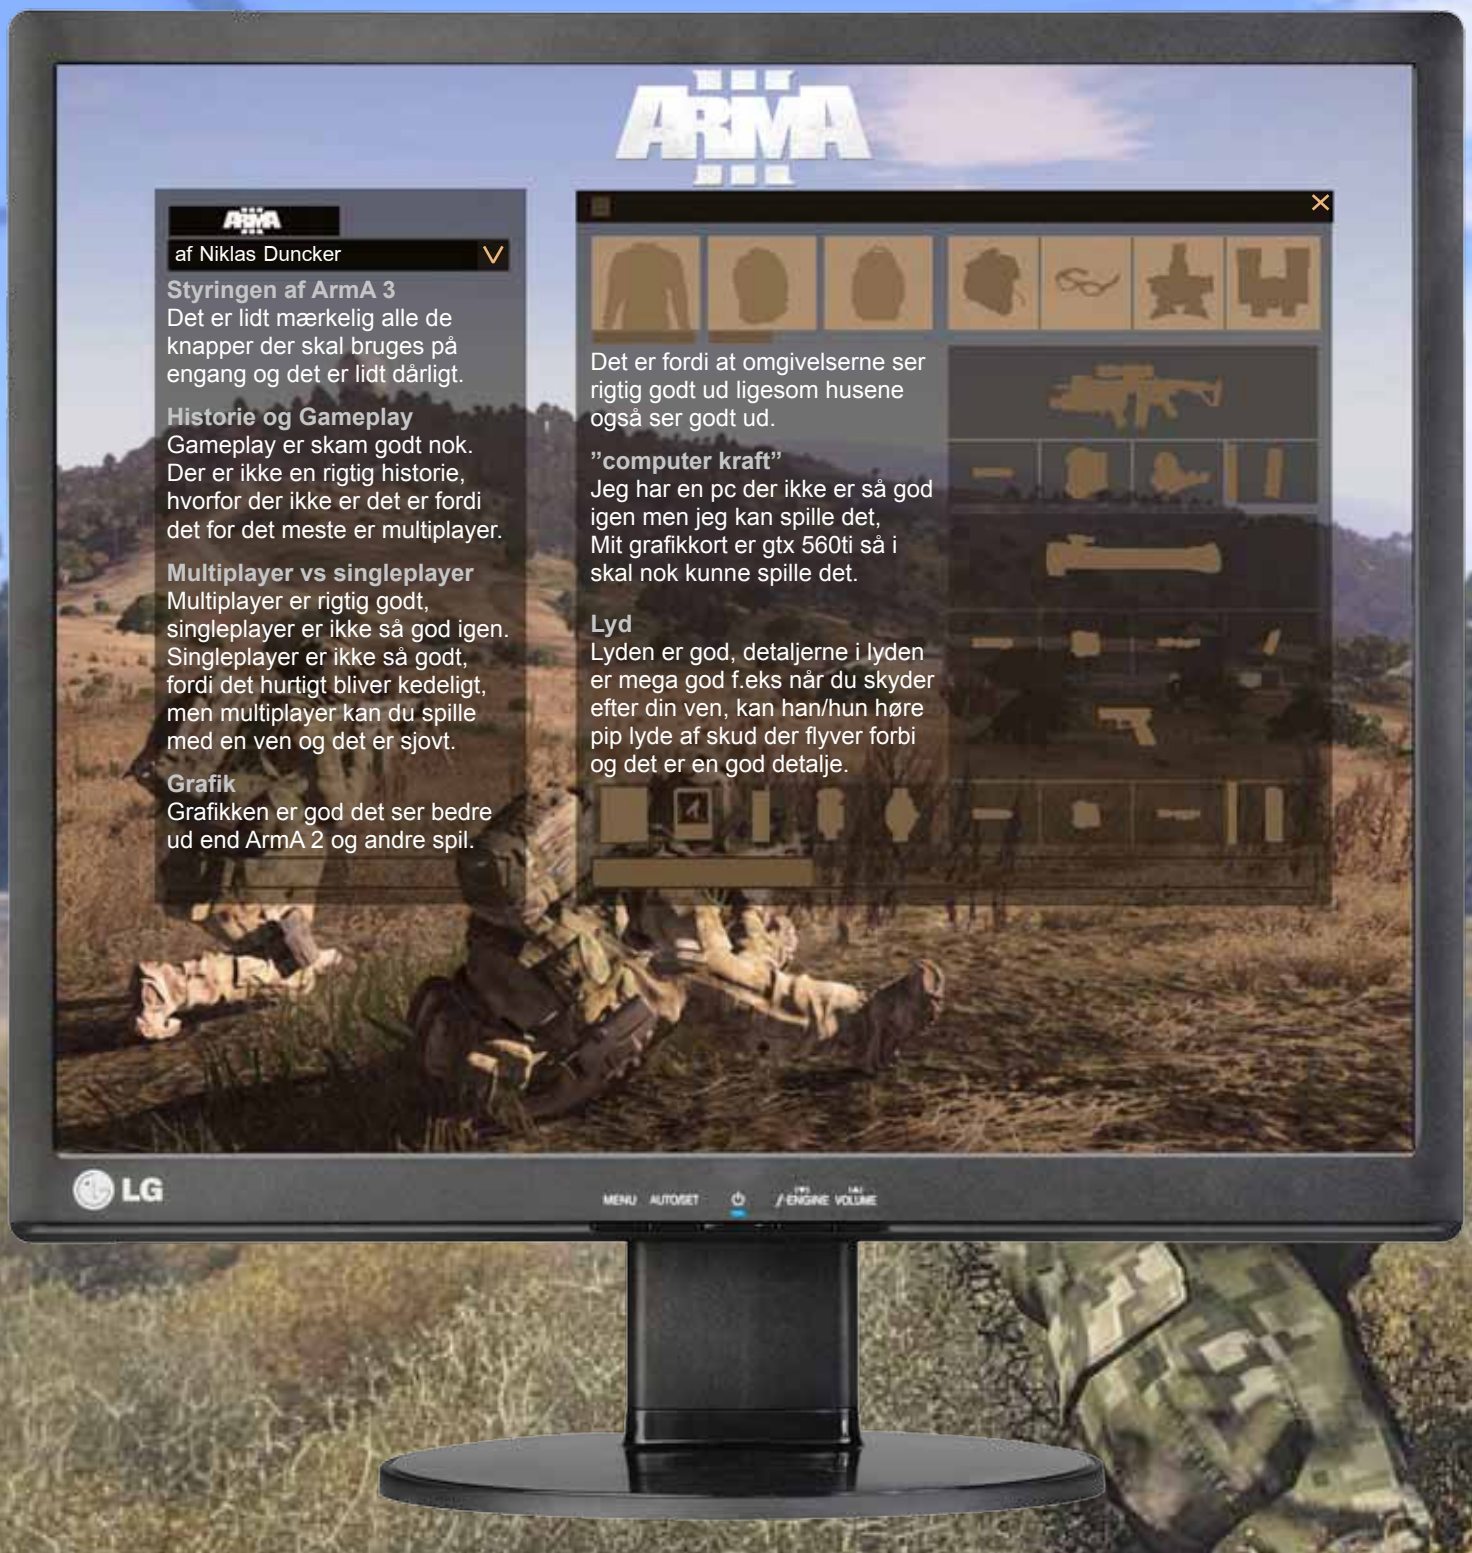 ARMA
III
ARMA
III
af Niklas Duncker
Styringen af ArmA 3
Det er lidt mærkelig alle de
knapper der skal bruges på
engang og det er lidt dårligt.
Historie og Gameplay
Gameplay er skam godt nok.
Der er ikke en rigtig historie,
hvorfor der ikke er det er fordi
det for det meste er multiplayer.
Multiplayer vs singleplayer
Multiplayer er rigtig godt,
singleplayer er ikke så god igen.
Singleplayer er ikke så godt,
fordi det hurtigt bliver kedeligt,
men multiplayer kan du spille
med en ven og det er sjovt.
Grafik
Grafikken er god det ser bedre
ud end ArmA 2 og andre spil.
Det er fordi at omgivelserne ser
rigtig godt ud ligesom husene
også ser godt ud.
”computer kraft”
Jeg har en pc der ikke er så god
igen men jeg kan spille det,
Mit grafikkort er gtx 560ti så i
skal nok kunne spille det.
Lyd
Lyden er god, detaljerne i lyden
er mega god f.eks når du skyder
efter din ven, kan han/hun høre
pip lyde af skud der flyver forbi
og det er en god detalje.
LG
MENU AUTO/SET f-ENGINE VOLUME